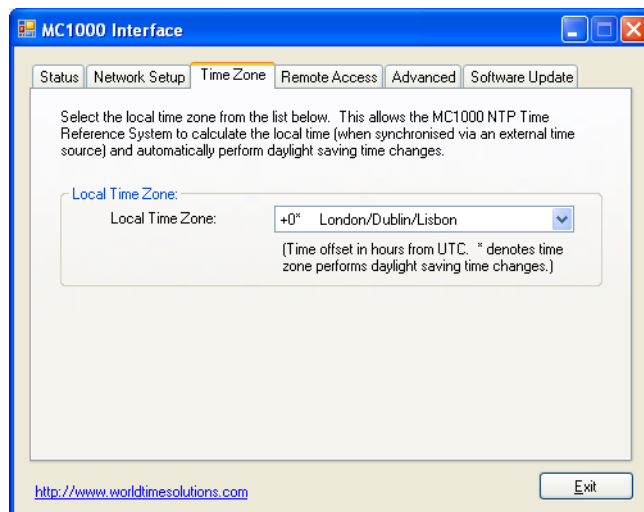 MC1000 Interface
Status Network Setup Time Zone Remote Access Advanced Software Update
Select the local time zone from the list below. This allows the MC1000 NTP Time
Reference System to calculate the local time (when synchronised via an external time
source) and automatically perform daylight saving time changes.
Local Time Zone:
Local Time Zone: +0* London/Dublin/Lisbon
(Time offset in hours from UTC. * denotes time
zone performs daylight saving time changes.)
http://www.worldtimesolutions.com Exit